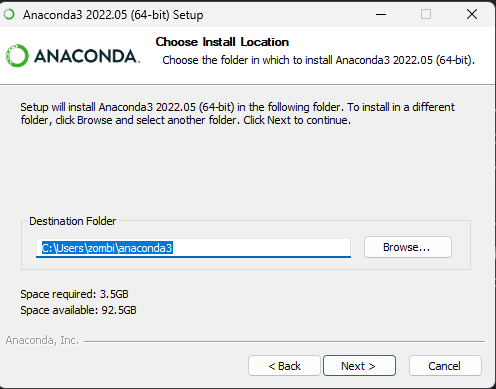 Anaconda3 2022.05 (64-bit) Setup
ANACONDA.
Choose Install Location
Choose the folder in which to install Anaconda3 2022.05 (64-bit).
Setup will install Anaconda3 2022.05 (64-bit) in the following folder. To install in a different
folder, click Browse and select another folder. Click Next to continue.
Destination Folder
C:\Users\zombi\anaconda3
Browse...
Space required: 3.5GB
Space available: 92.5GB
Anaconda, Inc.
< Back
Next >
Cancel